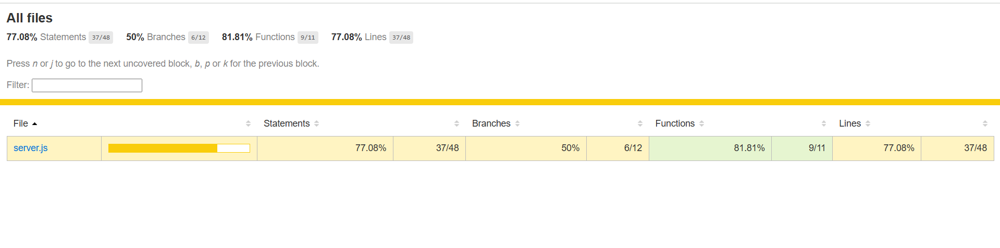 All files
77.08% Statements 37/48 50% Branches 6/12 81.81% Functions 9/11 77.08% Lines 37/48
Press n or j to go to the next uncovered block, b, p or k for the previous block.
Filter:
File Statements Branches Functions Lines
server.js 77.08% 37/48 50% 6/12 81.81% 9/11 77.08% 37/48